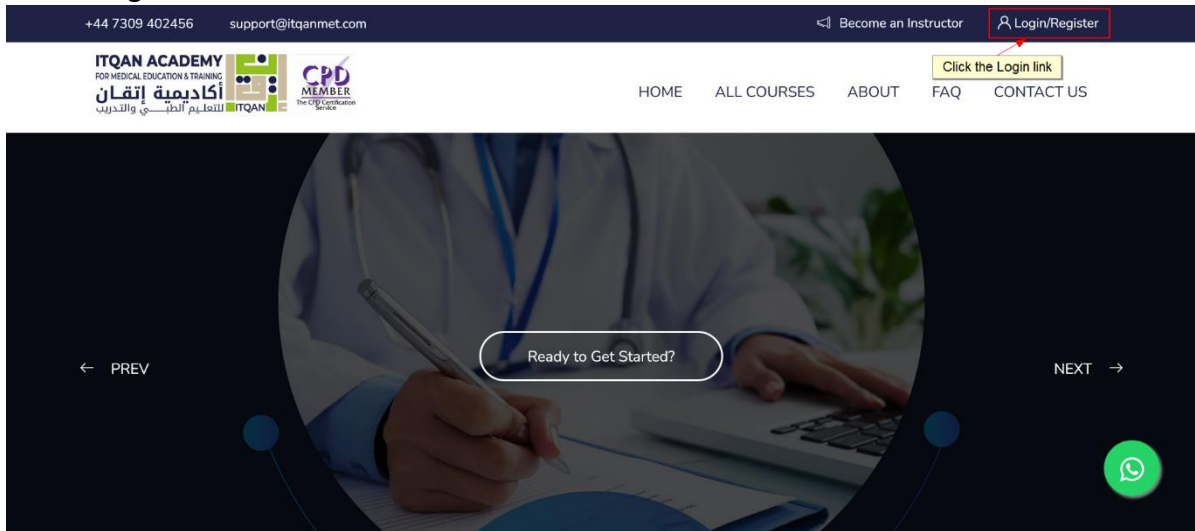 +44 7309 402456 support@itqanmet.com Become an Instructor Login/Register
Click the Login link
ITQAN ACADEMY
FOR MEDICAL EDUCATION & TRAINING
أكاديمية إتقـان
للتعليم الطبـــي والتدريب
ITQAN
CPD
MEMBER
The CPD Certification
Service
HOME ALL COURSES ABOUT FAQ CONTACT US
← PREV
Ready to Get Started?
NEXT →